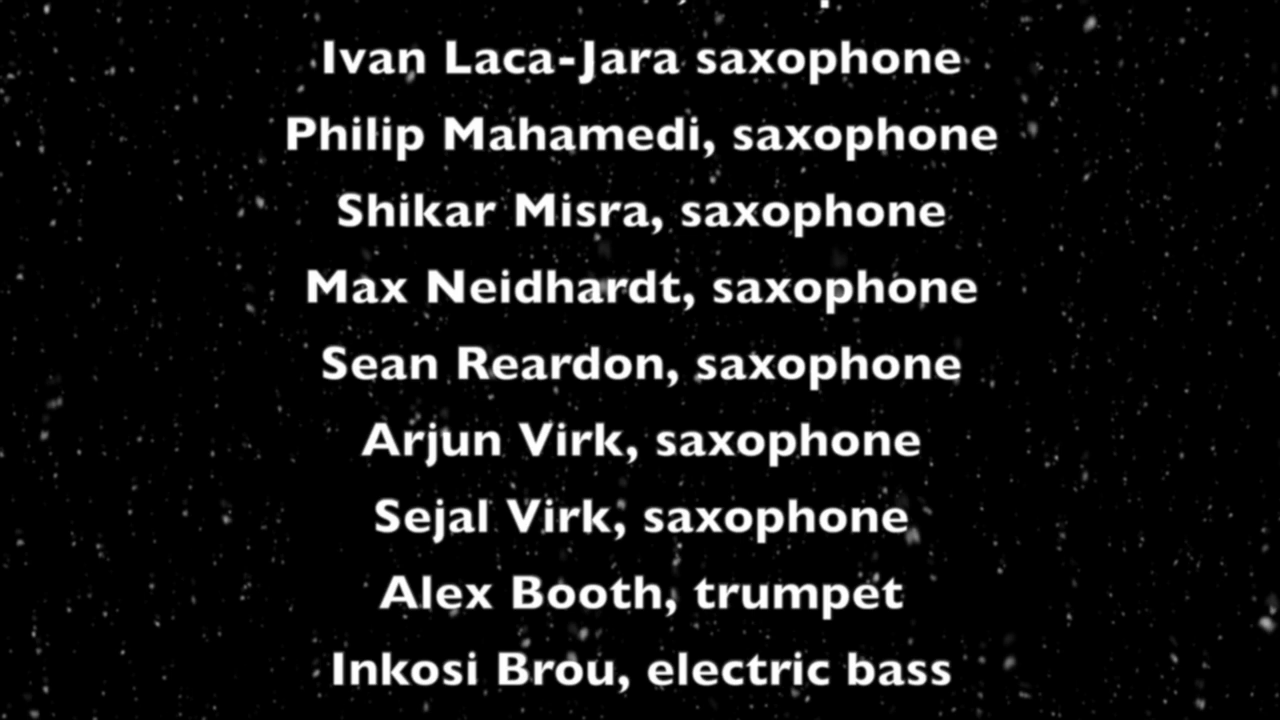 Ivan Laca-Jara saxophone
Philip Mahamedi, saxophone
Shikar Misra, saxophone
Max Neidhardt, saxophone
Sean Reardon, saxophone
Arjun Virk, saxophone
Sejal Virk, saxophone
Alex Booth, trumpet
Inkosi Brou, electric bass